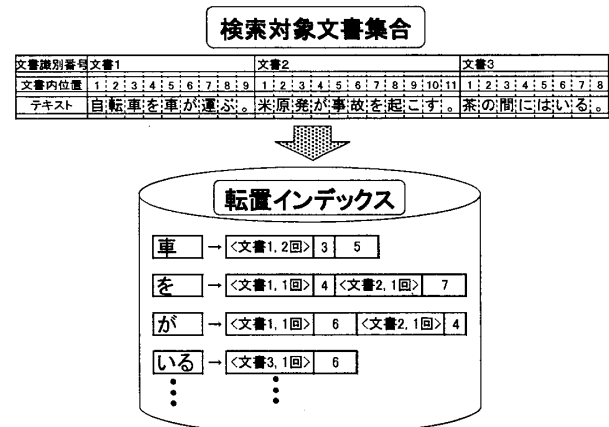 検索対象文書集合
文書識別番号 文書1 文書2 文書3
文書内位置 1 2 3 4 5 6 7 8 9 1 2 3 4 5 6 7 8 9 10 11 1 2 3 4 5 6 7 8
テキスト 自転車を車が運ぶ。米原発が事故を起こす。茶の間にはいる。
転置インデックス
車 → <文書1, 2回> 3 5
を → <文書1, 1回> 4 <文書2, 1回> 7
が → <文書1, 1回> 6 <文書2, 1回> 4
いる → <文書3, 1回> 6